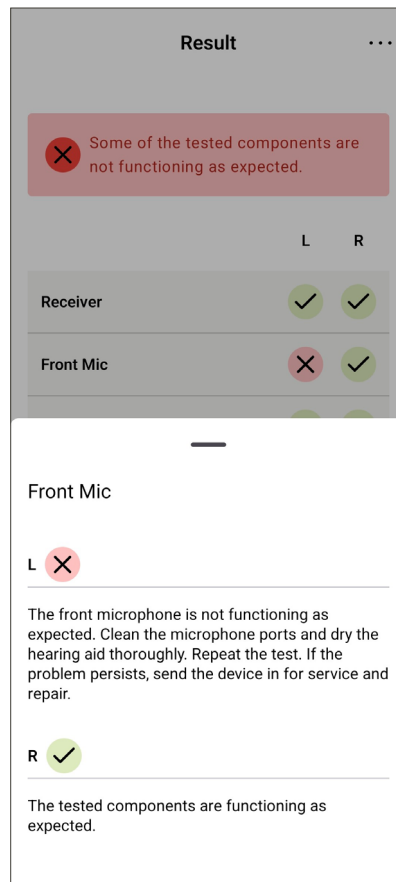 Result
Some of the tested components are
not functioning as expected.
L R
Receiver
Front Mic
Front Mic
L
The front microphone is not functioning as
expected. Clean the microphone ports and dry the
hearing aid thoroughly. Repeat the test. If the
problem persists, send the device in for service and
repair.
R
The tested components are functioning as
expected.